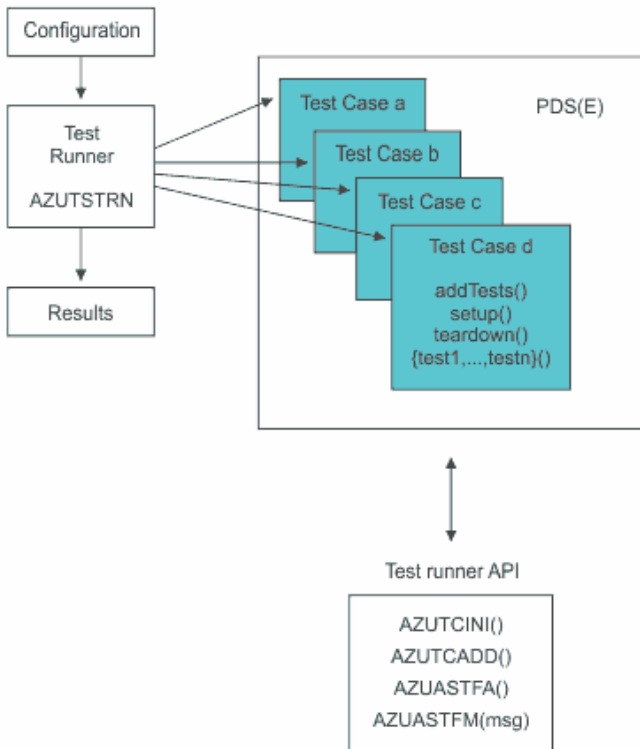 Configuration
Test
Runner
AZUTSTRN
Results
PDS(E)
Test Case a
Test Case b
Test Case c
Test Case d
addTests()
setup()
teardown()
{test1,...,testn}()
Test runner API
AZUTCINI()
AZUTCADD()
AZUASTFA()
AZUASTFM(msg)